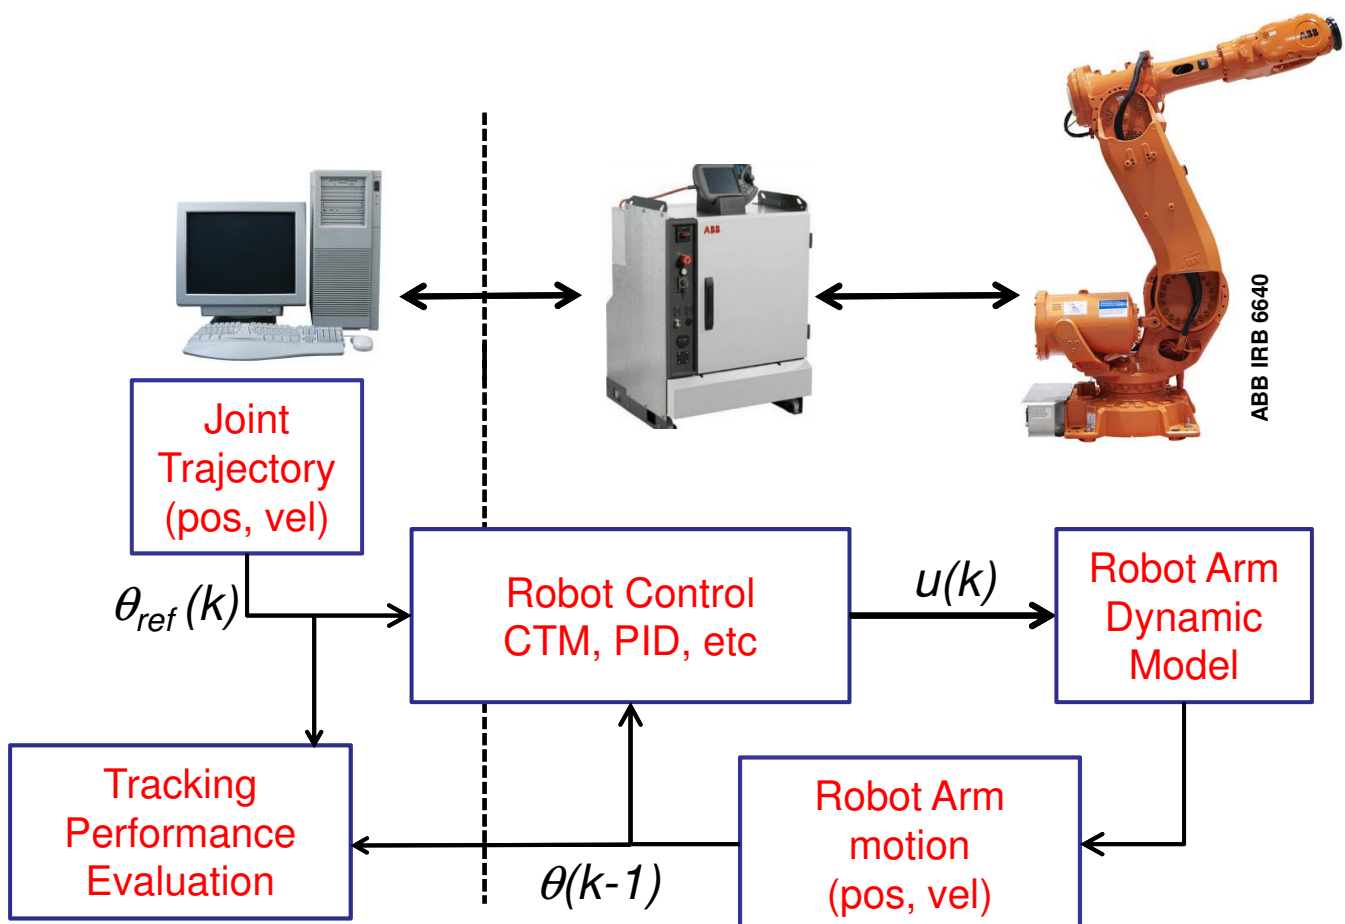 ABB
ABB
ABB IRB 6640
Joint
Trajectory
(pos, vel)
θref (k)
Robot Control
CTM, PID, etc
u(k)
Robot Arm
Dynamic
Model
Tracking
Performance
Evaluation
θ(k-1)
Robot Arm
motion
(pos, vel)